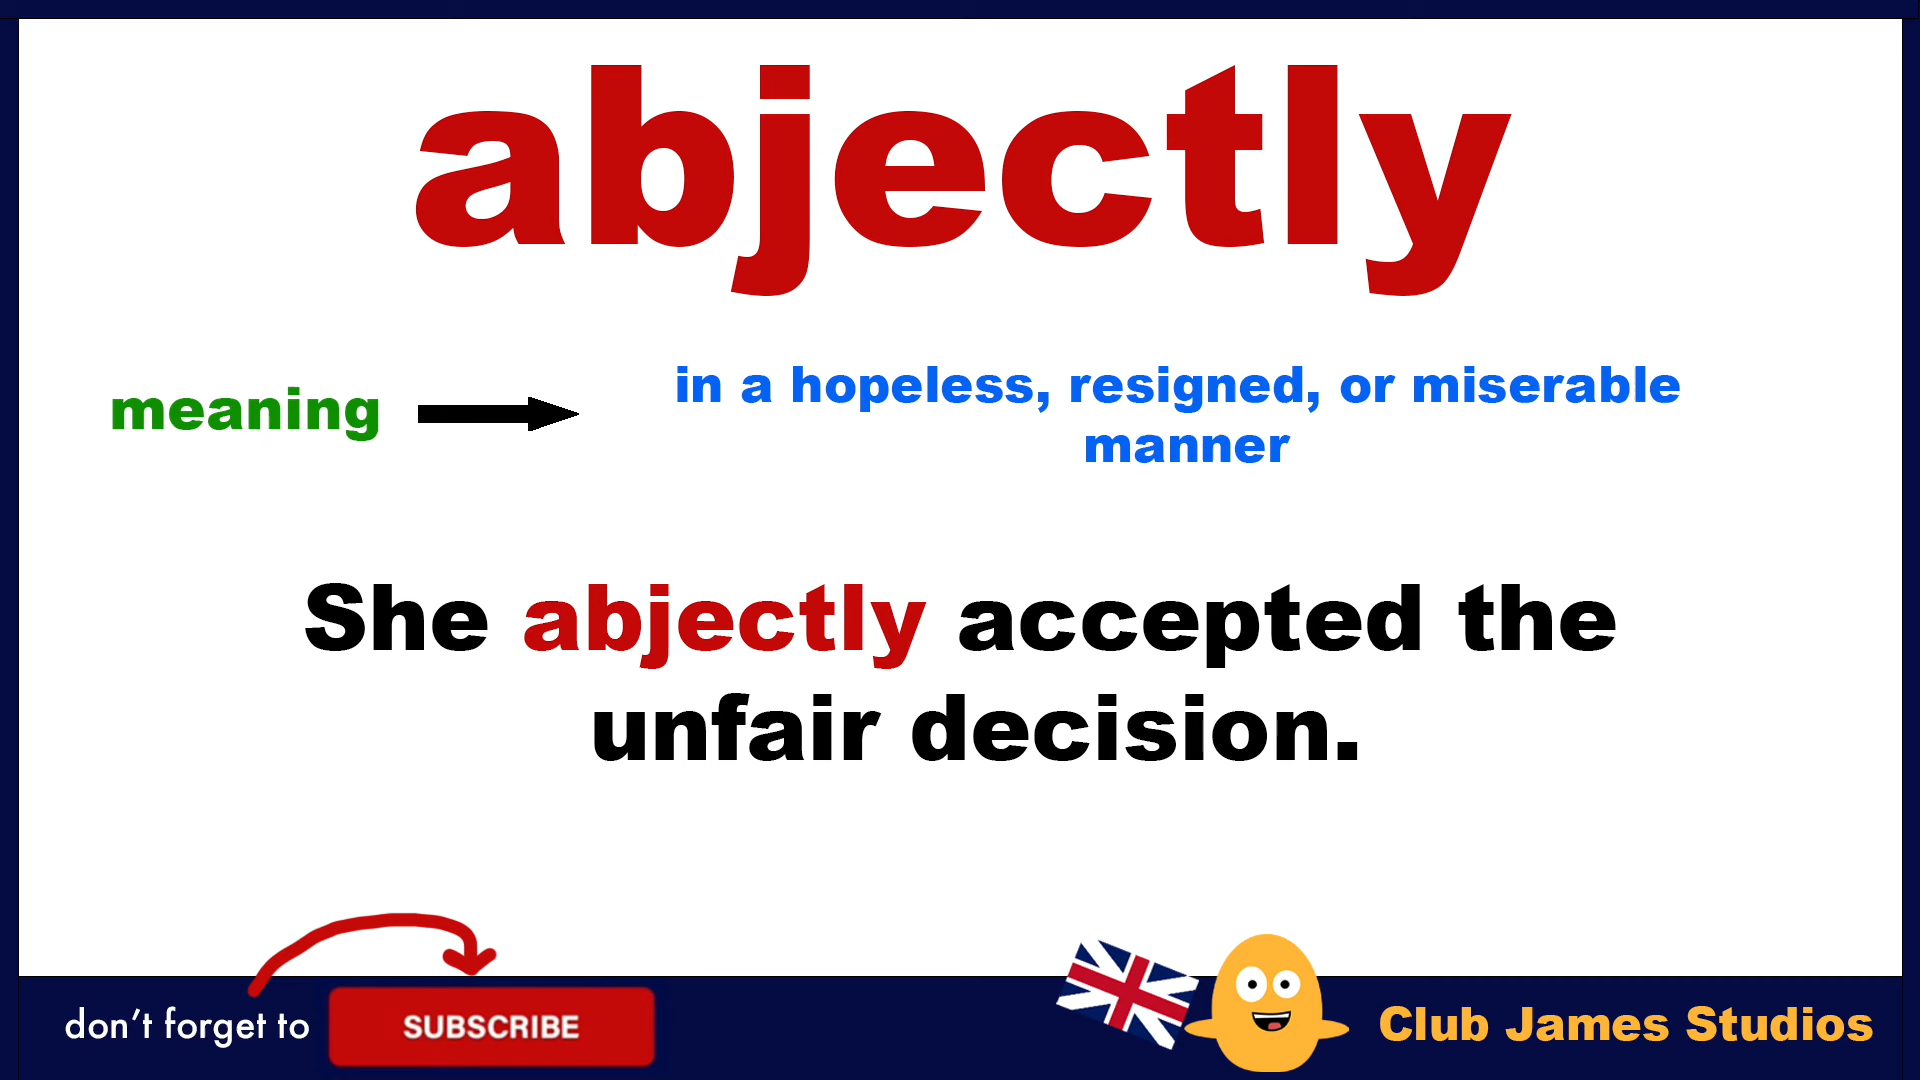 abjectly
meaning
in a hopeless, resigned, or miserable
manner
She abjectly accepted the
unfair decision.
don't forget to
SUBSCRIBE
Club James Studios